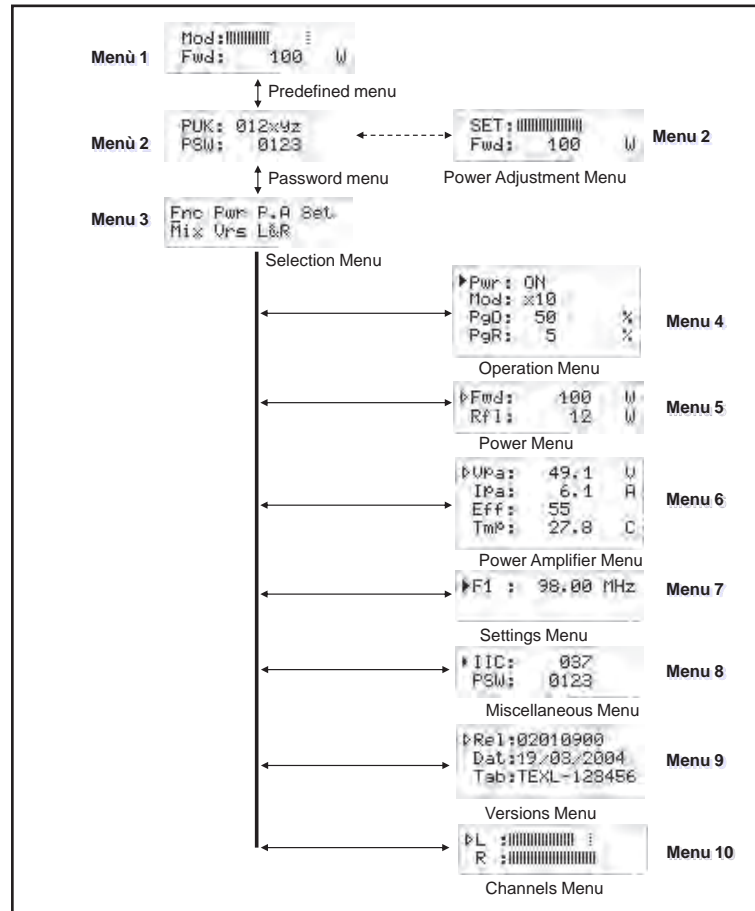 Menù 1
Mod:
Fwd: 100 W
Predefined menu
Menù 2
PUK: 012xyz
PSW: 0123
SET:
Fwd: 100 W
Menu 2
Password menu
Power Adjustment Menu
Menu 3
Fnc Pwr P.A Set
Mix Vrs L&R
Selection Menu
Pwr: ON
Mod: x10
PgD: 50 %
PgR: 5 %
Menu 4
Operation Menu
Fwd: 100 W
Rfl: 12 W
Menu 5
Power Menu
VPa: 49.1 V
IPa: 6.1 A
Eff: 55
Tmp: 27.8 C
Menu 6
Power Amplifier Menu
F1 : 98.00 MHz
Menu 7
Settings Menu
IIC: 037
PSW: 0123
Menu 8
Miscellaneous Menu
Rel:02010900
Dat:19/03/2004
Tab:TEXL-123456
Menu 9
Versions Menu
L :
R :
Menu 10
Channels Menu